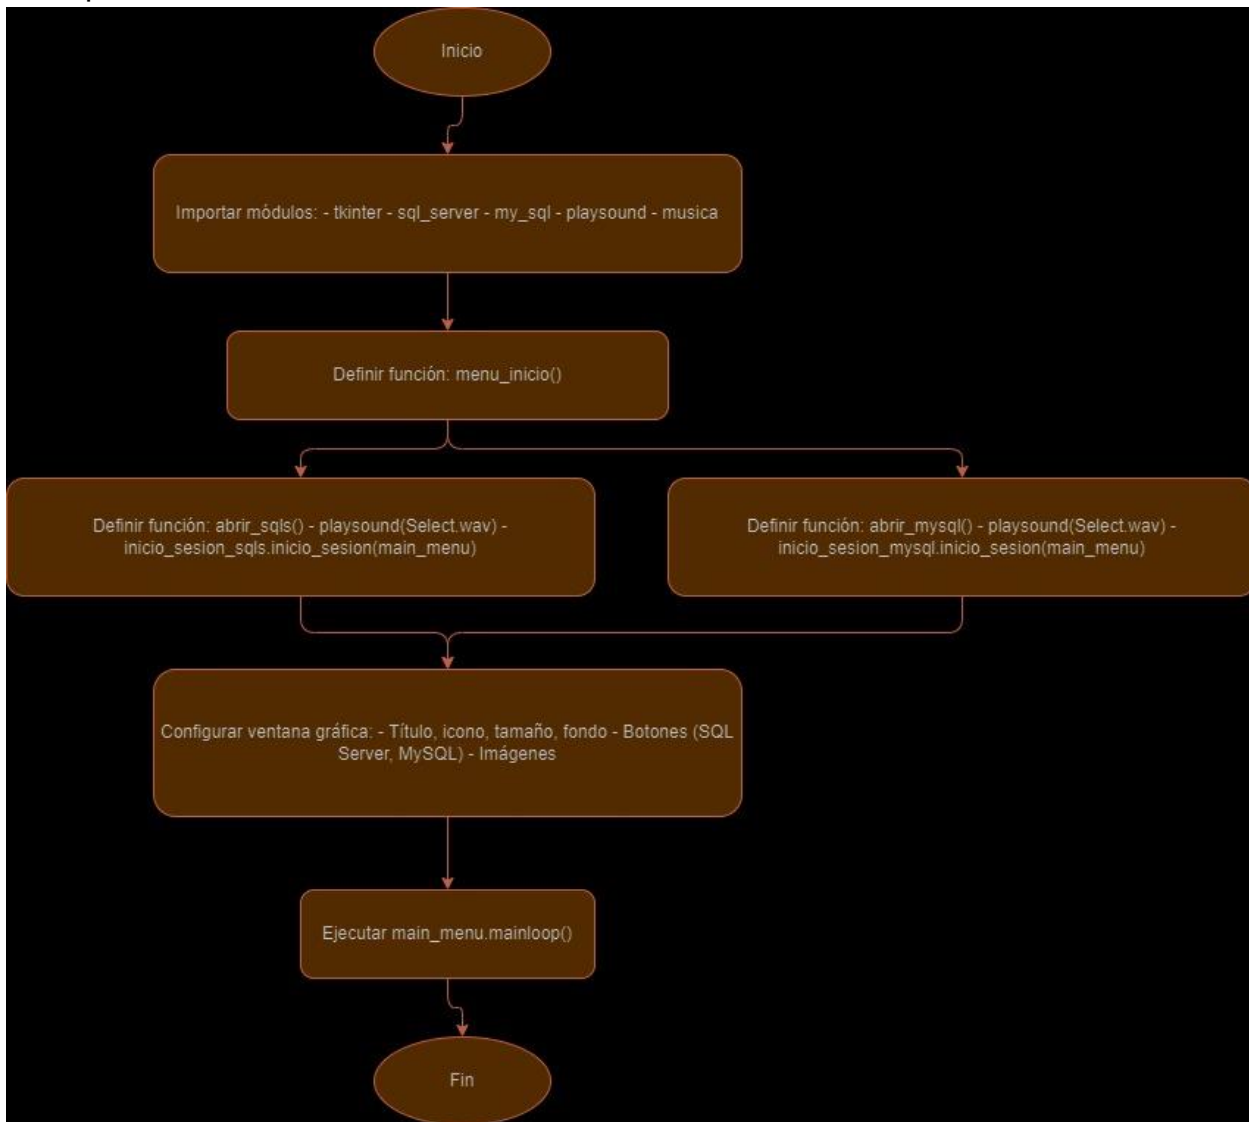 Inicio
Importar módulos: - tkinter - sql_server - my_sql - playsound - musica
Definir función: menu_inicio()
Definir función: abrir_sqls() - playsound(Select.wav) -
inicio_sesion_sqls.inicio_sesion(main_menu)
Definir función: abrir_mysql() - playsound(Select.wav) -
inicio_sesion_mysql.inicio_sesion(main_menu)
Configurar ventana gráfica: - Título, icono, tamaño, fondo - Botones (SQL
Server, MySQL) - Imágenes
Ejecutar main_menu.mainloop()
Fin